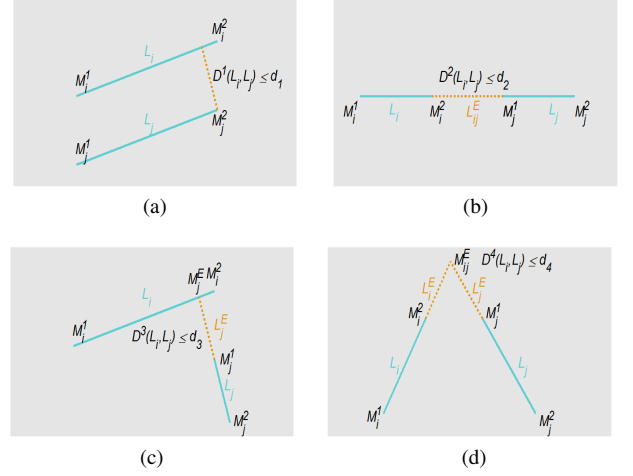 M_i^2
L_i
M_i^1
D^1(L_i,L_j) ≤ d_1
L_j
M_j^2
M_j^1
(a)
D^2(L_i,L_j) ≤ d_2
M_i^1 L_i M_i^2 L_ij^E M_j^1 L_j M_j^2
(b)
M_j^E M_i^2
L_i
M_i^1
D^3(L_i,L_j) ≤ d_3
L_j^E
M_j^1
L_j
M_j^2
(c)
M_ij^E D^4(L_i,L_j) ≤ d_4
L_i^E L_j^E
M_i^2 M_j^1
L_i L_j
M_i^1 M_j^2
(d)